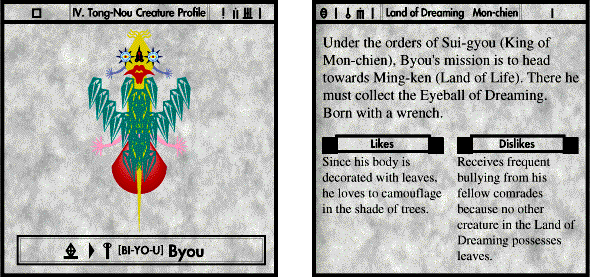 IV. Tong-Nou Creature Profile
[BI-YO-U] Byou
Land of Dreaming Mon-chien
Under the orders of Sui-gyou (King of
Mon-chien), Byou's mission is to head
towards Ming-ken (Land of Life). There he
must collect the Eyeball of Dreaming.
Born with a wrench.
Likes
Since his body is
decorated with leaves,
he loves to camouflage
in the shade of trees.
Dislikes
Receives frequent
bullying from his
fellow comrades
because no other
creature in the Land of
Dreaming possesses
leaves.